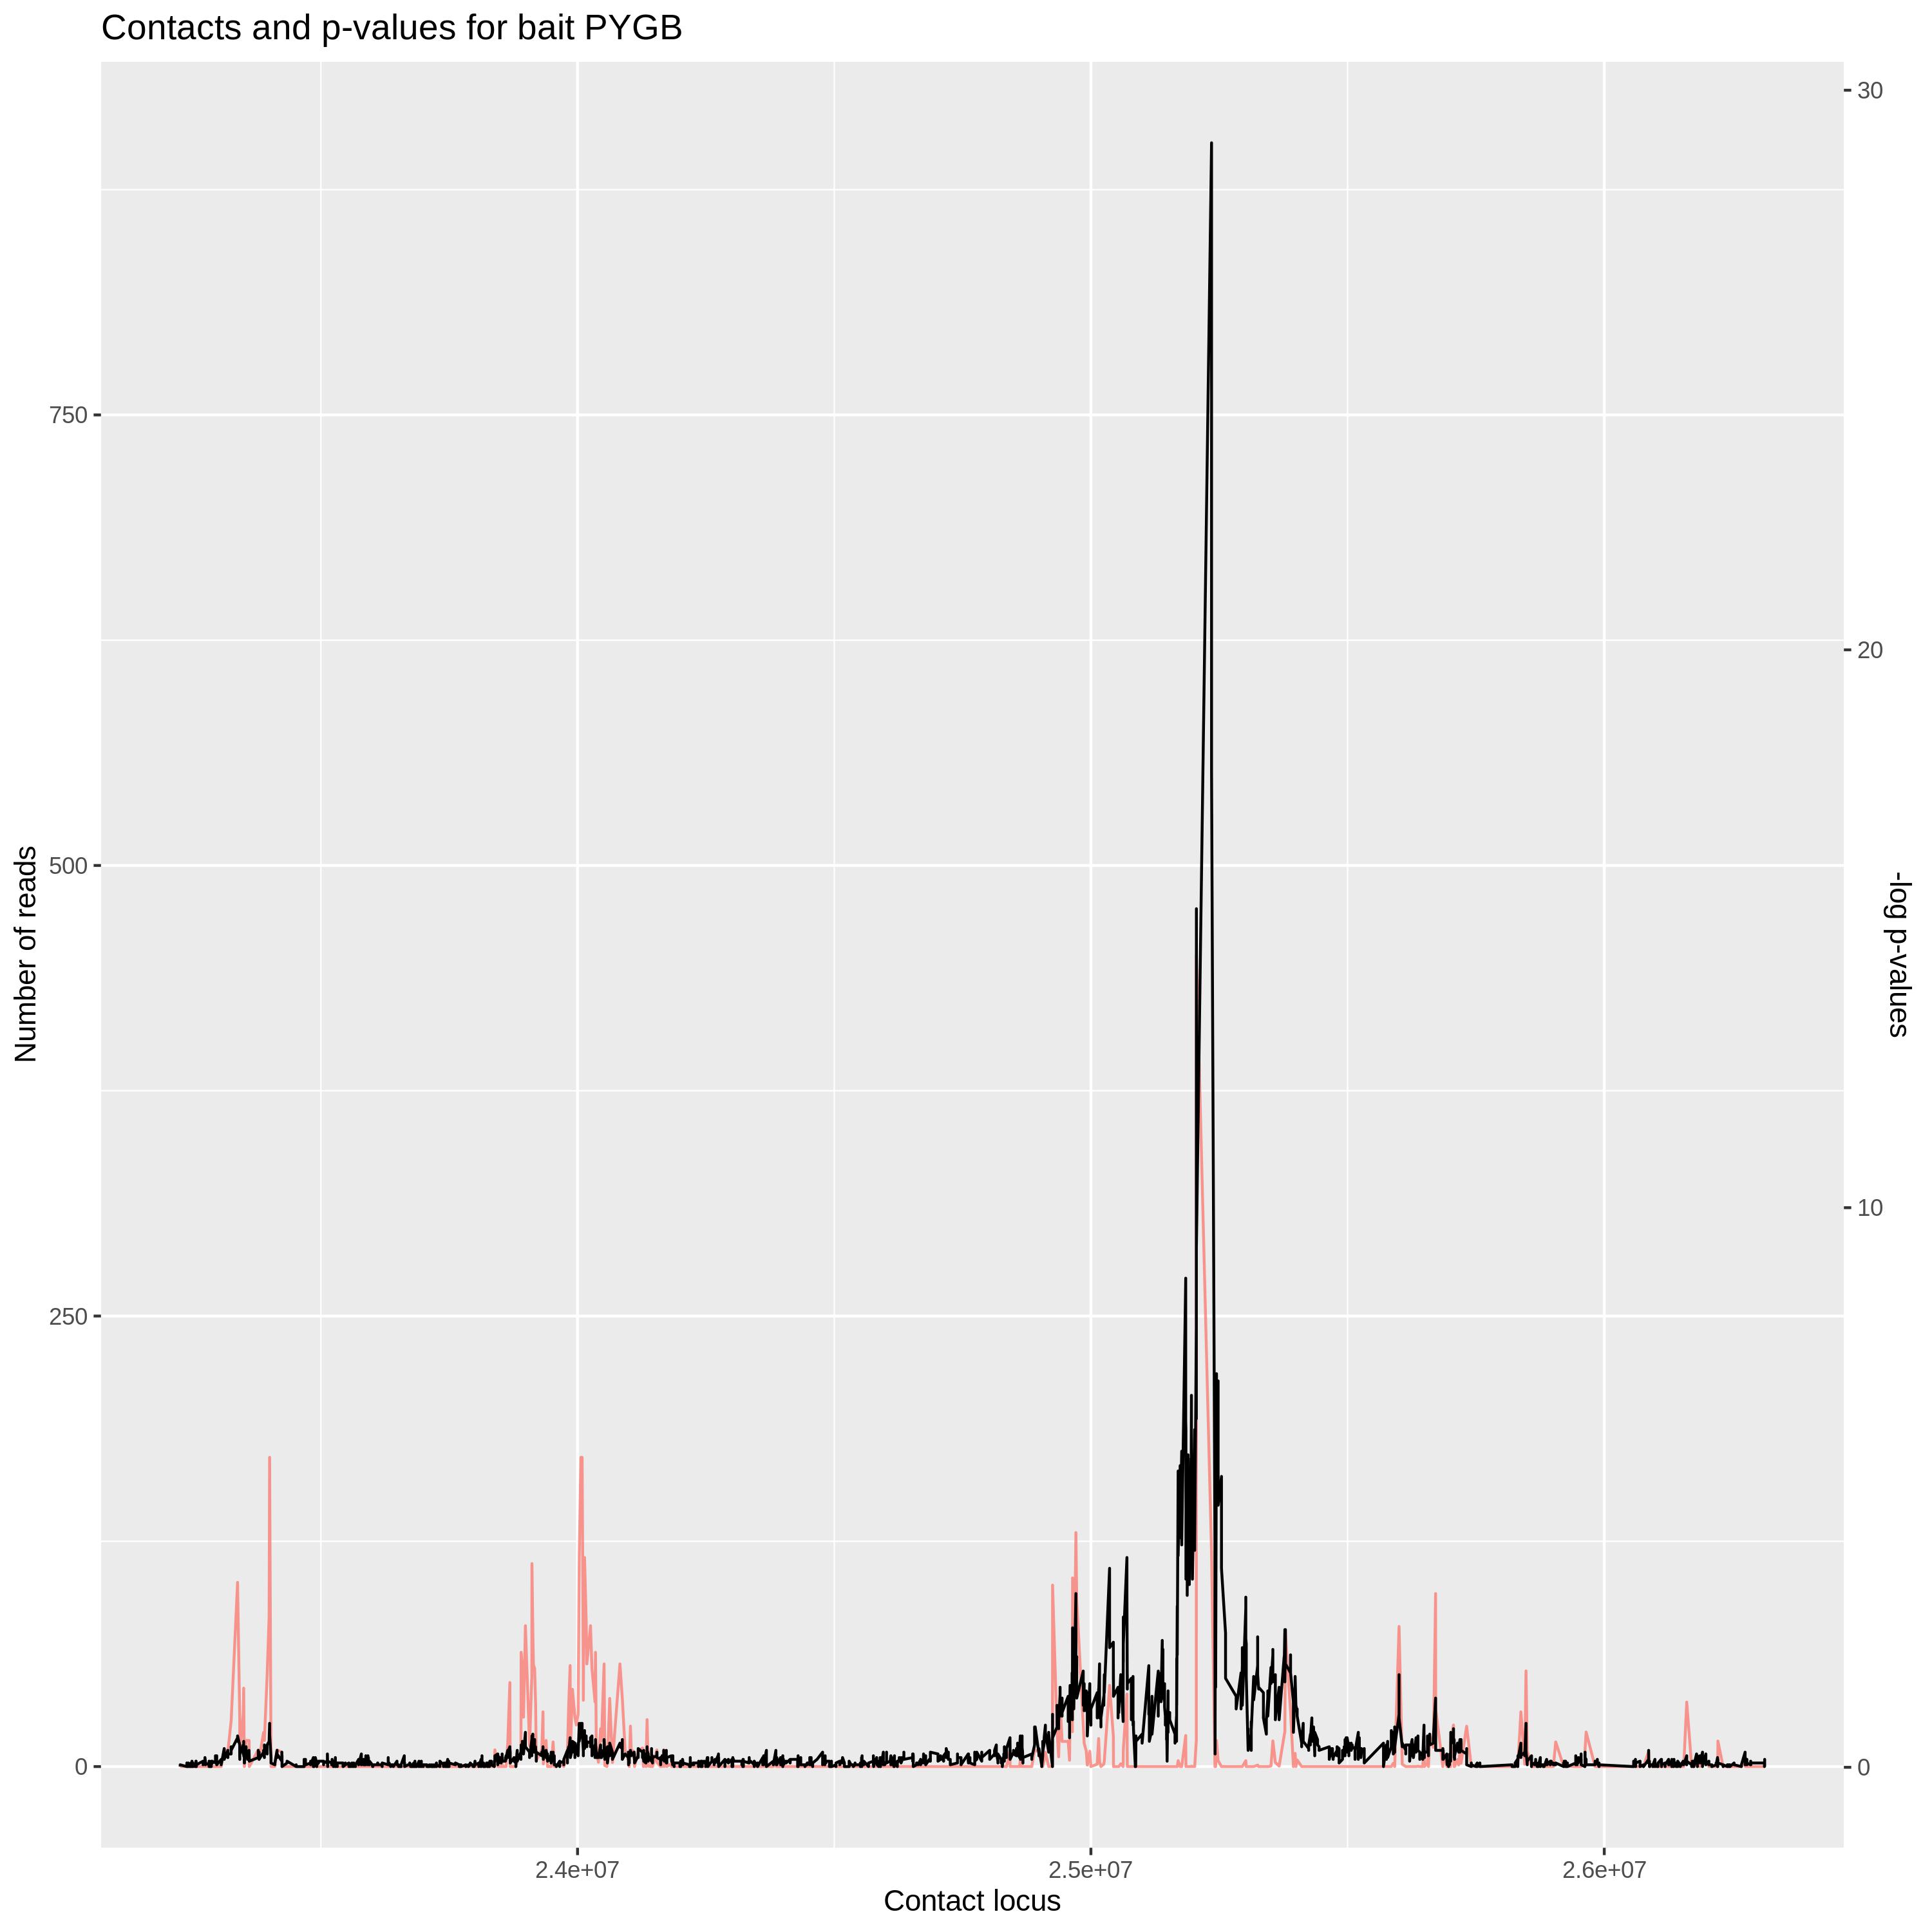 Contacts and p-values for bait PYGB
30
750
20
500
Number of reads
-log p-values
10
250
0
0
2.4e+07
2.5e+07
2.6e+07
Contact locus